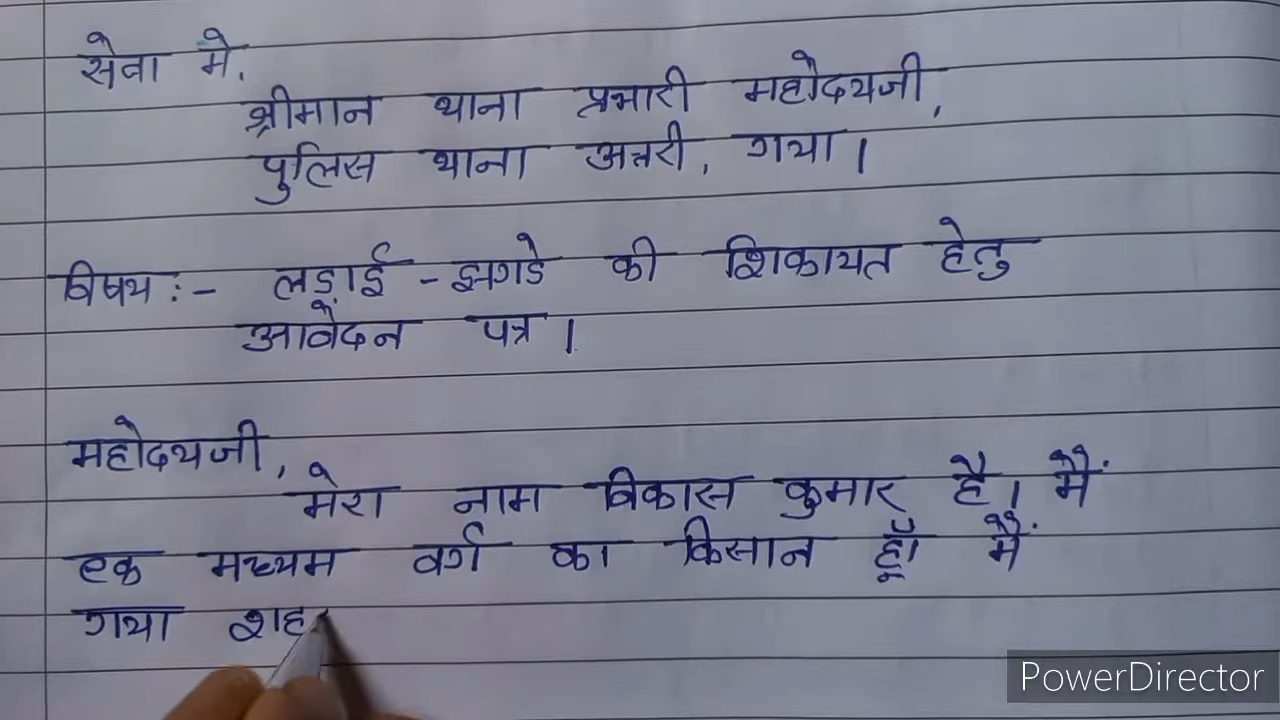 सेवा मे,
श्रीमान थाना प्रभारी महोदयजी,
पुलिस थाना अतरी, गया।
विषय :- लड़ाई - झगडे की शिकायत हेतु
आवेदन पत्र।
महोदयजी,
मेरा नाम विकास कुमार है। मैं
एक मध्यम वर्ग का किसान हूँ। मैं
गया शह
PowerDirector